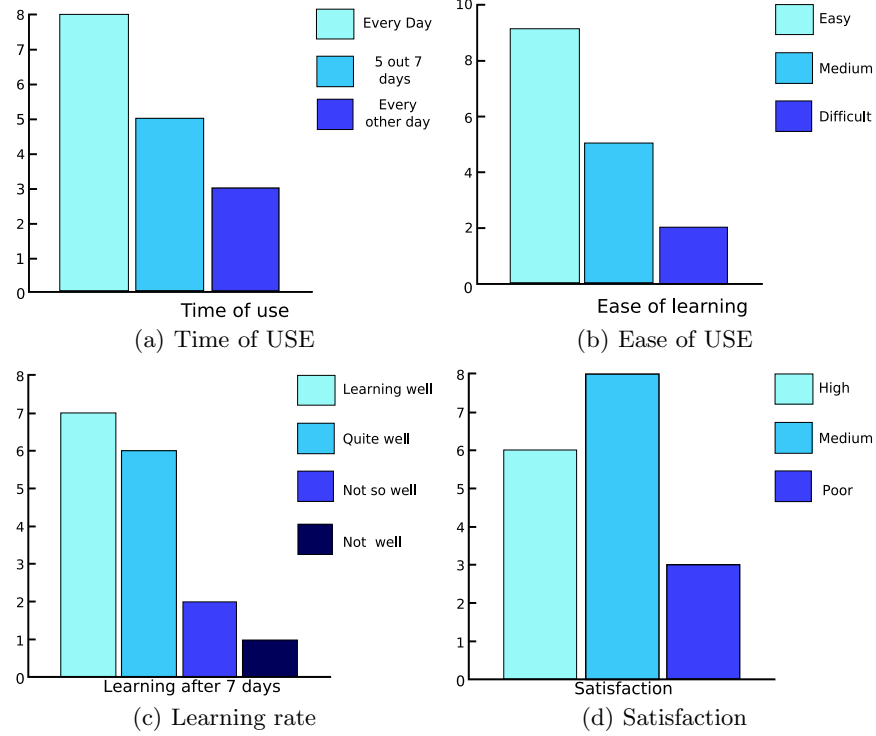 8
7
6
5
4
3
2
1
0
Every Day
5 out 7
days
Every
other day
Time of use
(a) Time of USE
10
8
6
4
2
0
Easy
Medium
Difficult
Ease of learning
(b) Ease of USE
8
7
6
5
4
3
2
1
0
Learning well
Quite well
Not so well
Not well
Learning after 7 days
(c) Learning rate
8
7
6
5
4
3
2
1
0
High
Medium
Poor
Satisfaction
(d) Satisfaction